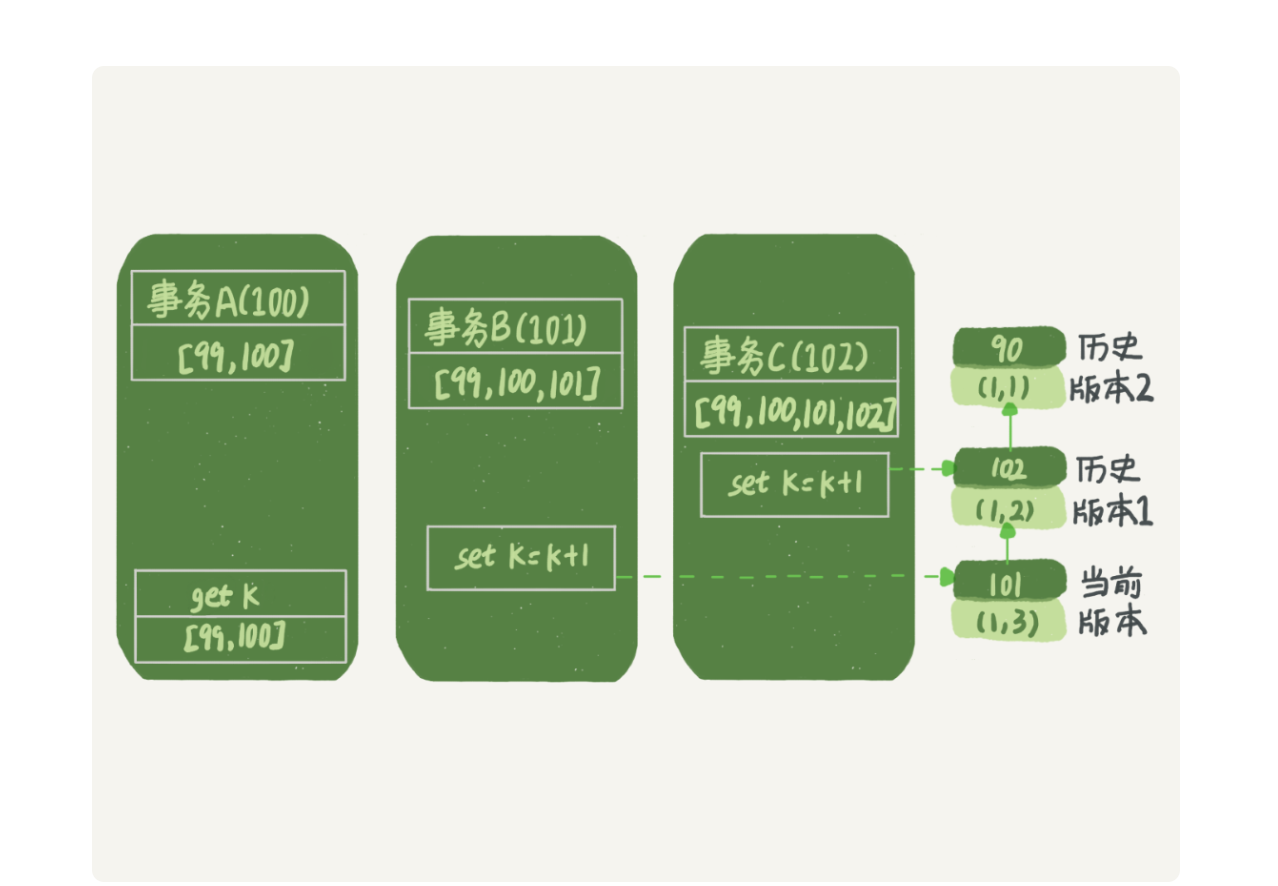 事务A(100)
[99,100]
get K
[99,100]
事务B(101)
[99,100,101]
set K=k+1
事务C(102)
[99,100,101,102]
set K=k+1
90
(1,1)
历史
版本2
102
(1,2)
历史
版本1
101
(1,3)
当前
版本